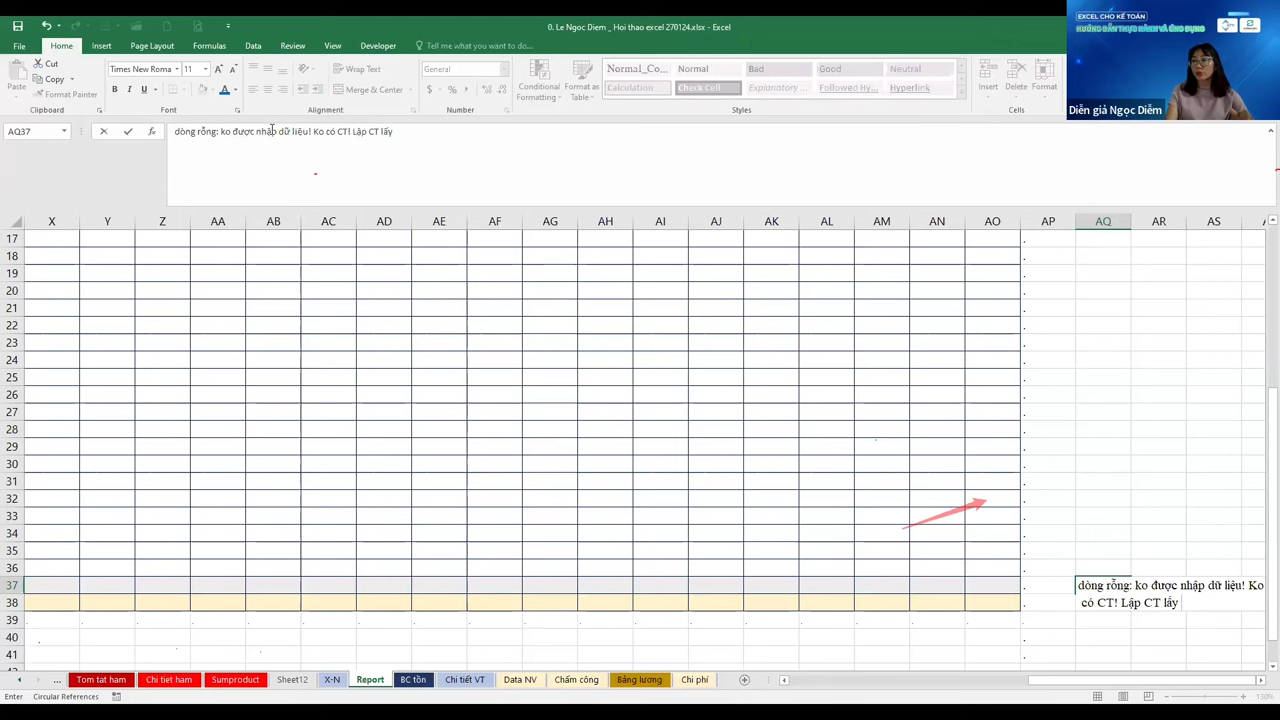 0. Le Ngoc Diem _ Hoi thao excel 270124.xlsx - Excel
File Home Insert Page Layout Formulas Data Review View Developer Tell me what you want to do...
Paste Cut Copy Format Painter Clipboard
Times New Roma 11 B I U Font
Wrap Text Merge & Center Alignment
General $ % Number
Conditional Formatting Format as Table
Normal_Co... Normal Bad Good Neutral
Calculation Check Cell Explanatory ... Followed Hy... Hyperlink
Styles
Insert Delete Format
Cells
EXCEL CHO KẾ TOÁN
HƯỚNG DẪN THỰC HÀNH VÀ ỨNG DỤNG
Diễn giả Ngọc Diễm
AQ37 fx dòng rỗng: ko được nhập dữ liệu! Ko có CT! Lập CT lấy
X Y Z AA AB AC AD AE AF AG AH AI AJ AK AL AM AN AO AP AQ AR AS
17
18
19
20
21
22
23
24
25
26
27
28
29
30
31
32
33
34
35
36
37 dòng rỗng: ko được nhập dữ liệu! Ko
38 có CT! Lập CT lấy
39
40
41
... Tom tat ham Chi tiet ham Sumproduct Sheet12 X-N Report BC tồn Chi tiết VT Data NV Chấm công Bảng lương Chi phí
Enter Circular References 130%